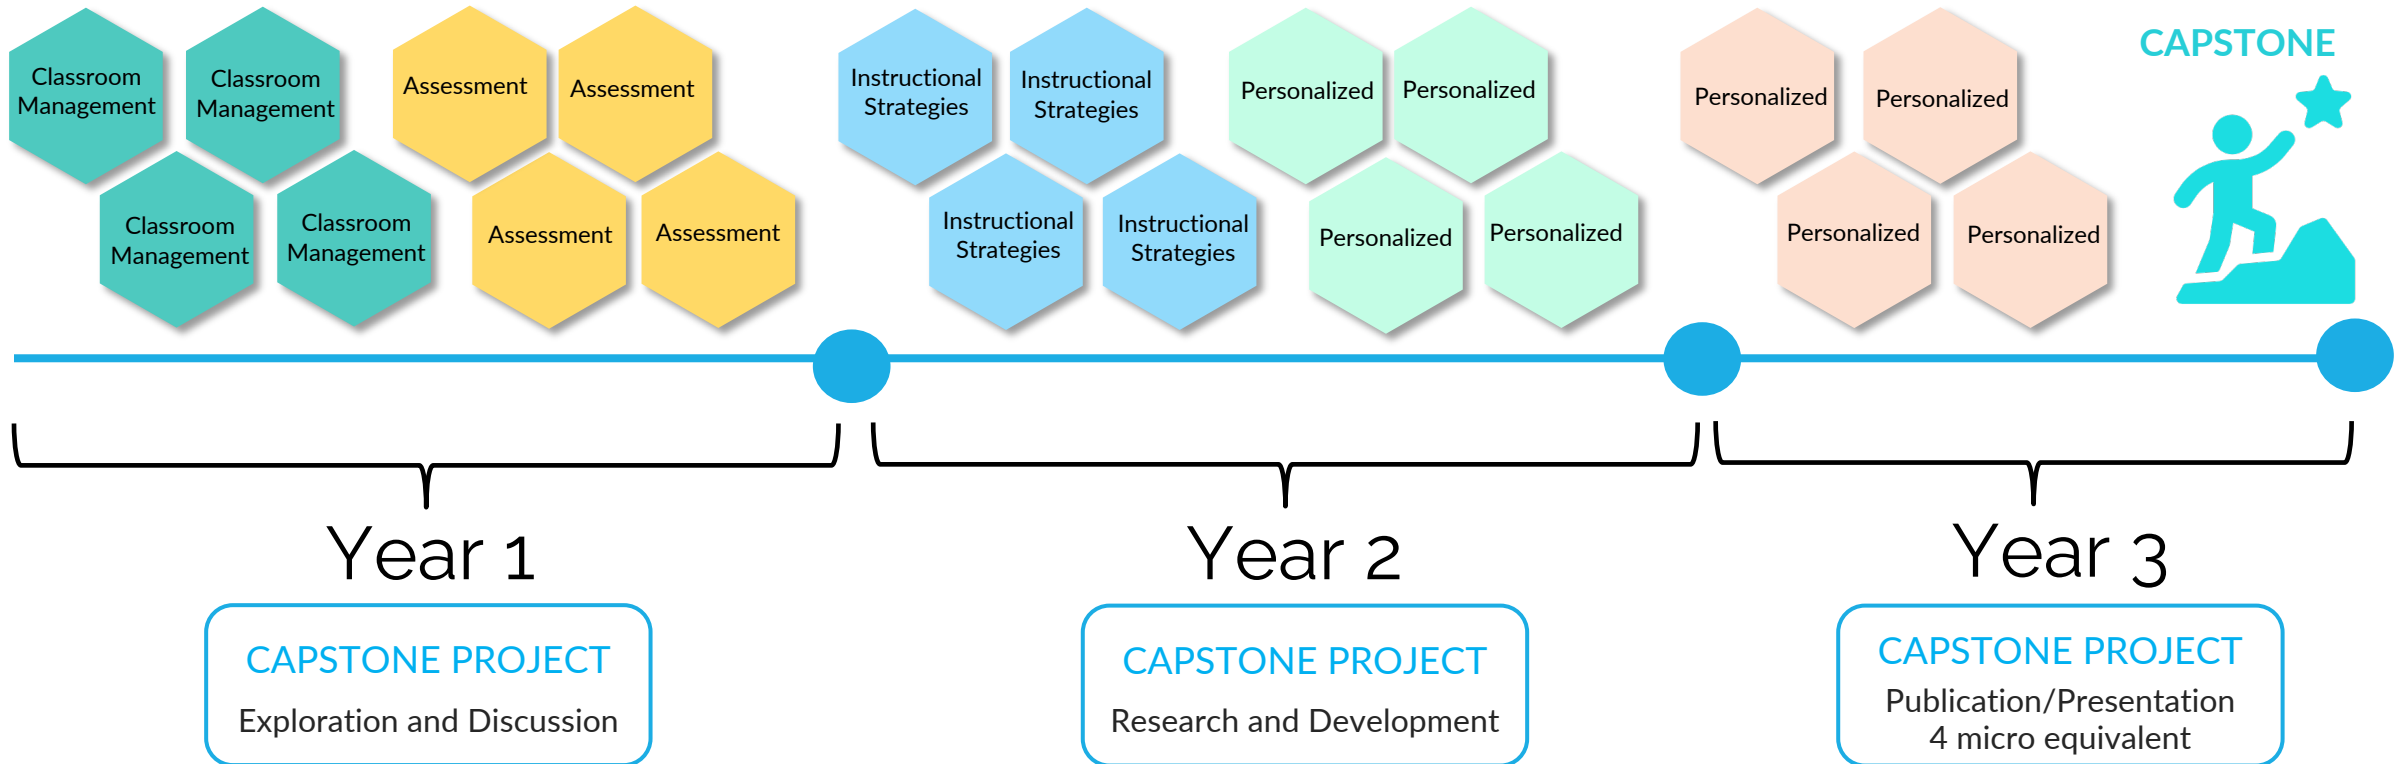 Classroom
Management
Classroom
Management
Assessment
Assessment
Classroom
Management
Classroom
Management
Assessment
Assessment
Instructional
Strategies
Instructional
Strategies
Personalized
Personalized
Instructional
Strategies
Instructional
Strategies
Personalized
Personalized
Personalized
Personalized
Personalized
Personalized
CAPSTONE
Year 1
CAPSTONE PROJECT
Exploration and Discussion
Year 2
CAPSTONE PROJECT
Research and Development
Year 3
CAPSTONE PROJECT
Publication/Presentation
4 micro equivalent